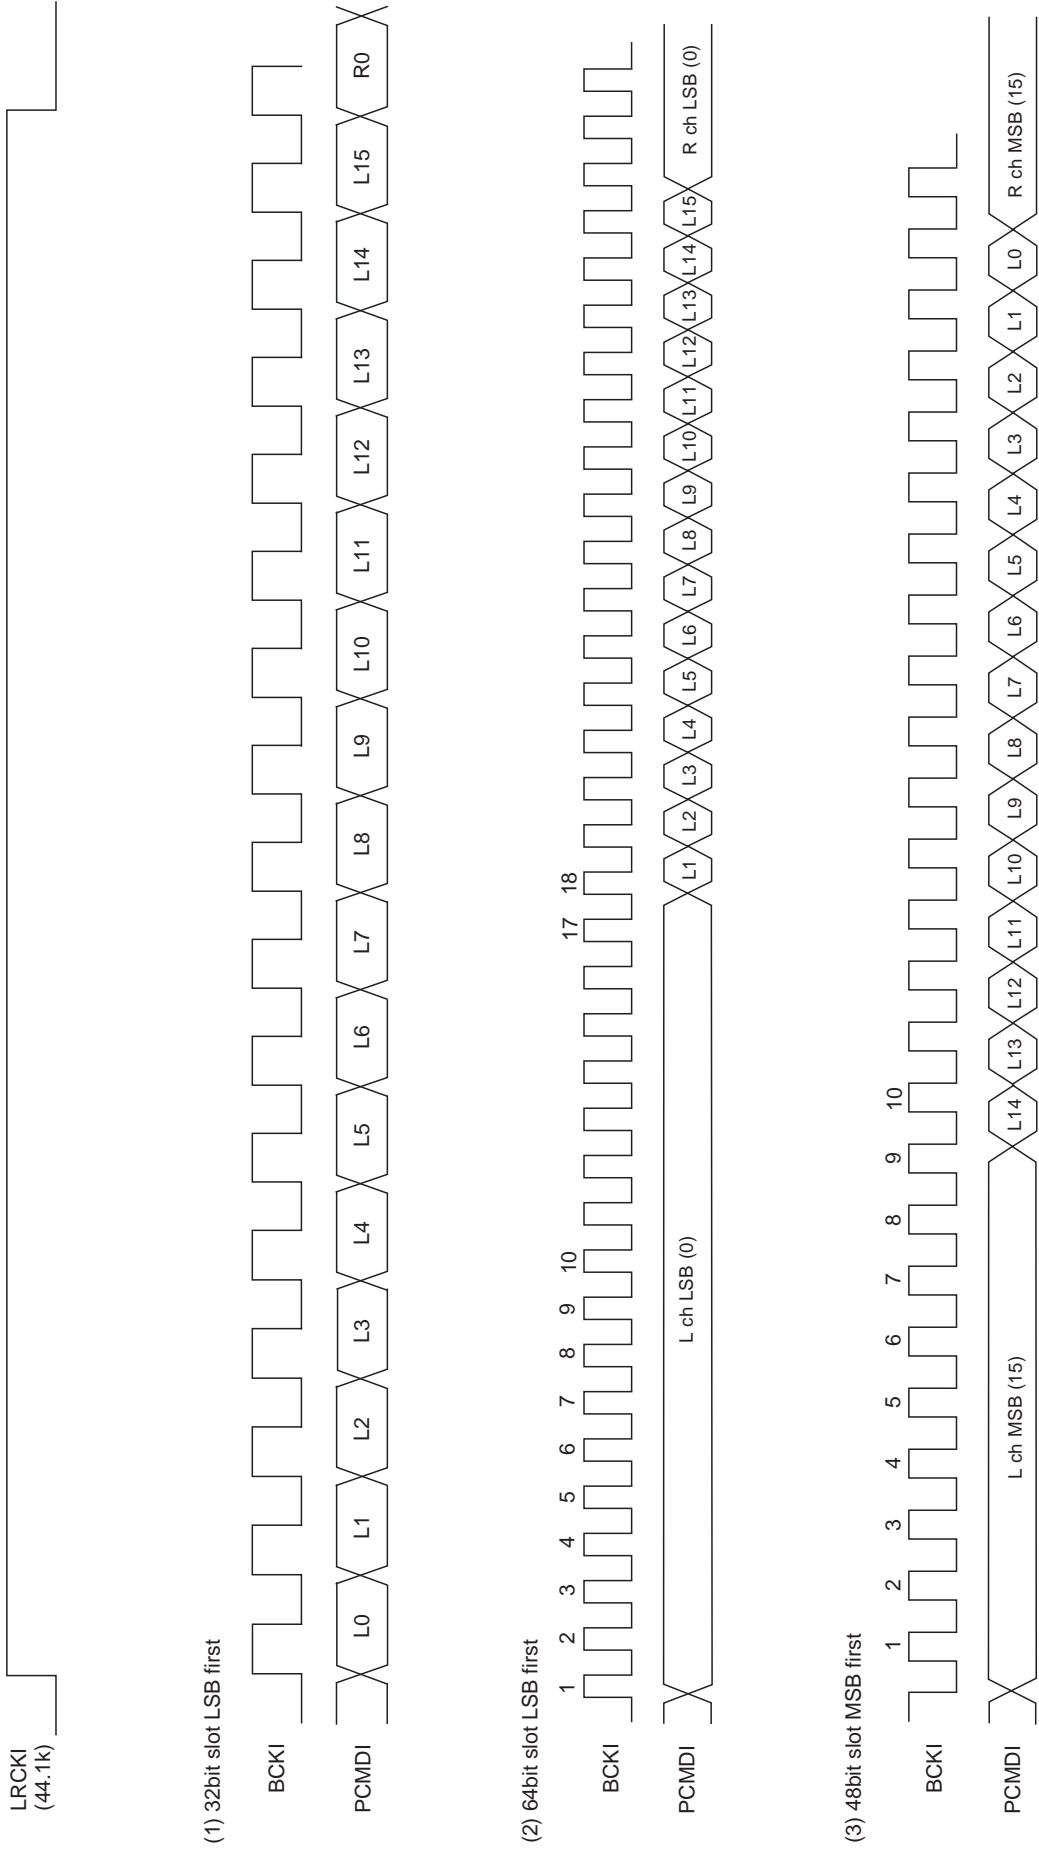 LRCKI
(44.1k)
(1) 32bit slot LSB first
BCKI
PCMDI
L0 L1 L2 L3 L4 L5 L6 L7 L8 L9 L10 L11 L12 L13 L14 L15 R0
(2) 64bit slot LSB first
1 2 3 4 5 6 7 8 9 10 17 18
BCKI
PCMDI
L ch LSB (0) L1 L2 L3 L4 L5 L6 L7 L8 L9 L10 L11 L12 L13 L14 L15 R ch LSB (0)
(3) 48bit slot MSB first
1 2 3 4 5 6 7 8 9 10
BCKI
PCMDI
L ch MSB (15) L14 L13 L12 L11 L10 L9 L8 L7 L6 L5 L4 L3 L2 L1 L0 R ch MSB (15)